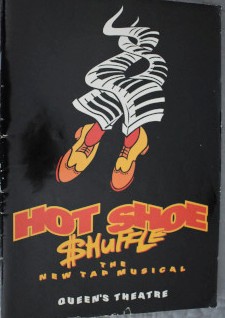 HOT SHOE
$HUFFLE
THE
NEW TAP MUSICAL
QUEEN'S THEATRE